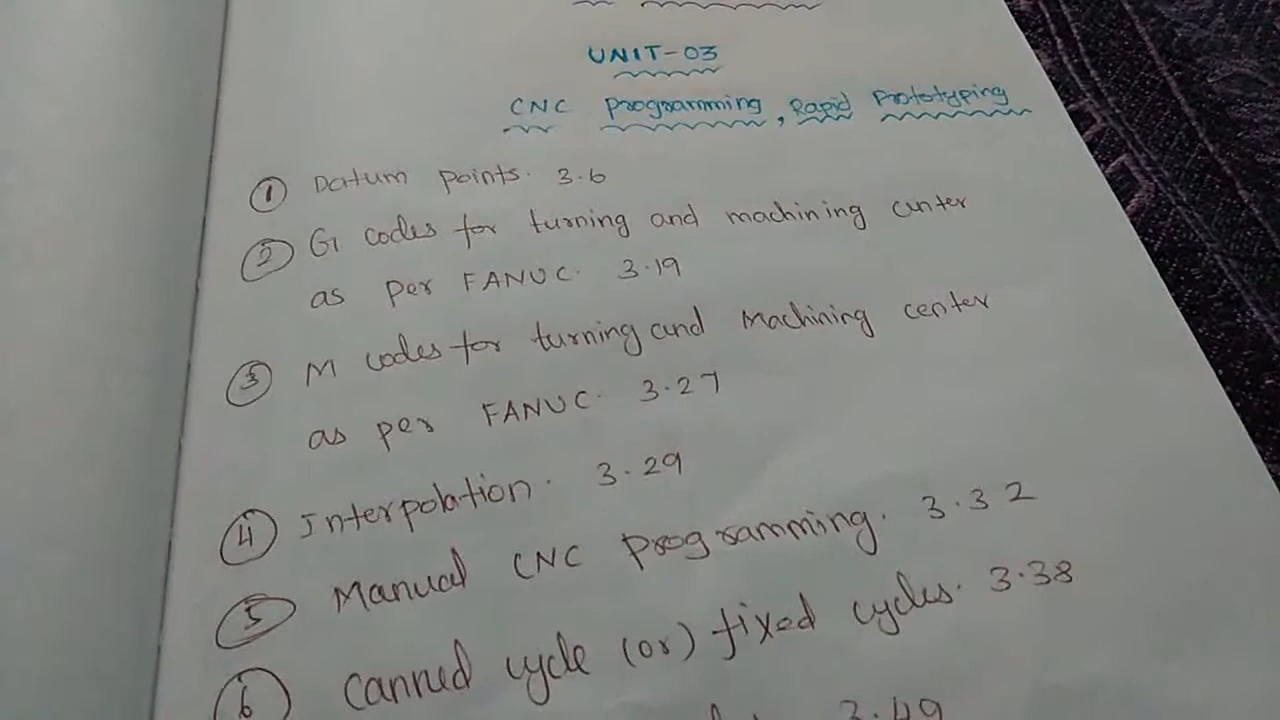 UNIT-03
CNC Programming, Rapid Prototyping
① Datum points. 3.6
② G codes for turning and machining center
as per FANUC. 3.19
③ M codes for turning and Machining center
as per FANUC. 3.27
④ Interpolation. 3.29
⑤ Manual CNC programming. 3.32
⑥ Canned cycle (or) fixed cycles. 3.38
3.49